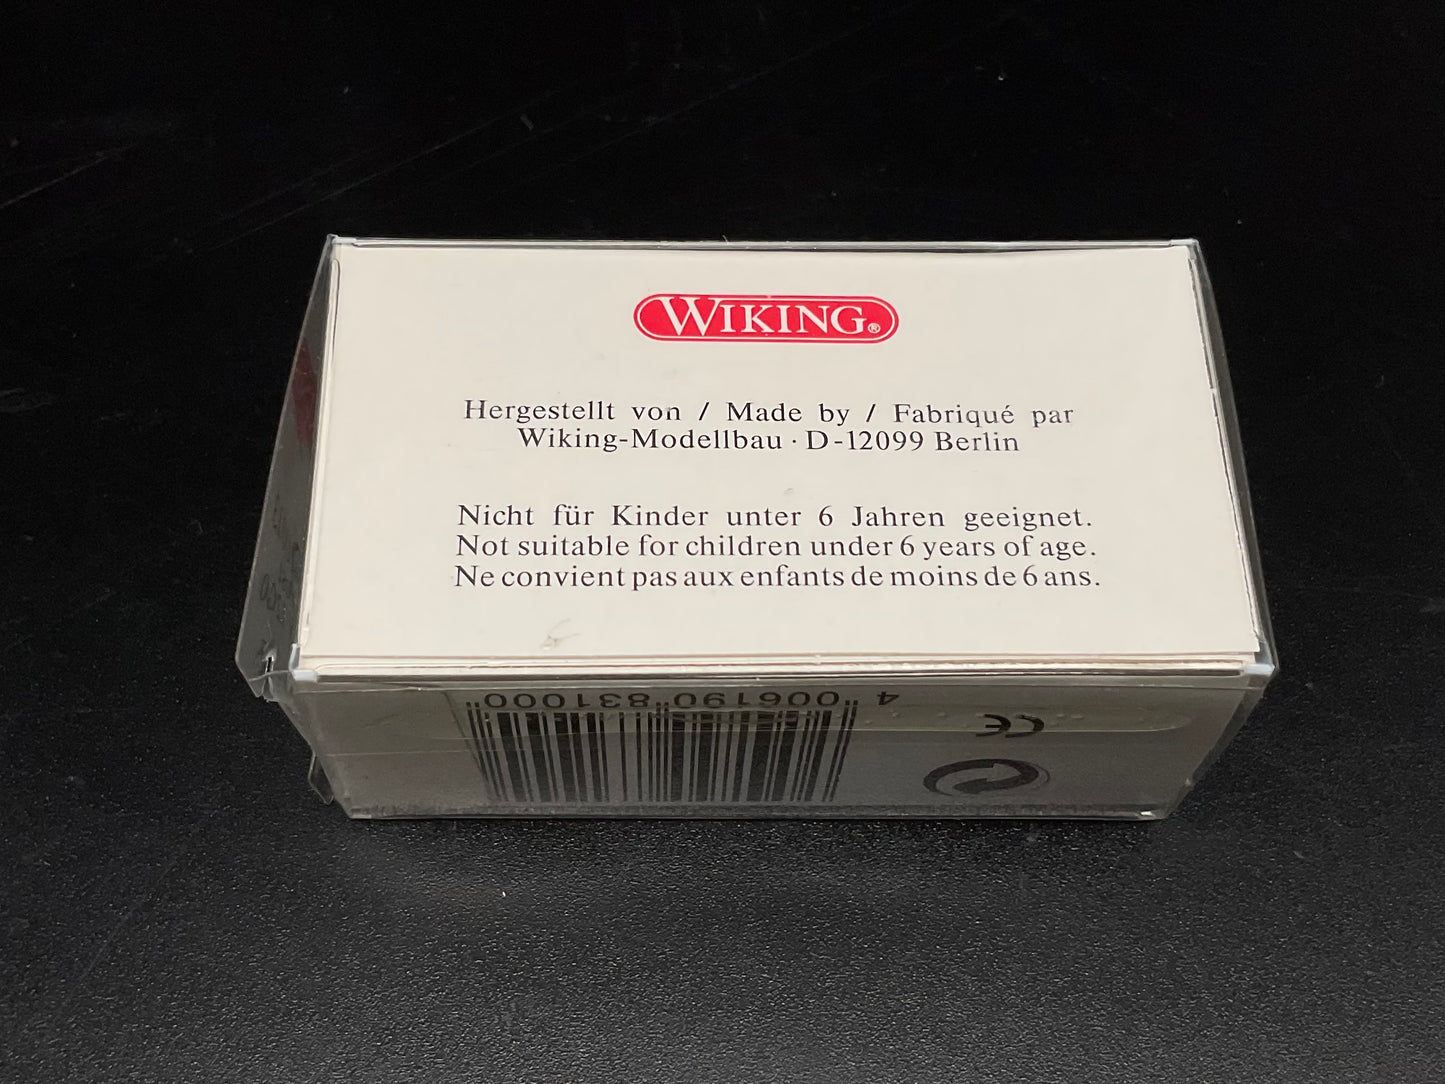 WIKING®
Hergestellt von / Made by / Fabriqué par
Wiking-Modellbau · D-12099 Berlin
Nicht für Kinder unter 6 Jahren geeignet.
Not suitable for children under 6 years of age.
Ne convient pas aux enfants de moins de 6 ans.
4 006190 831000
CE